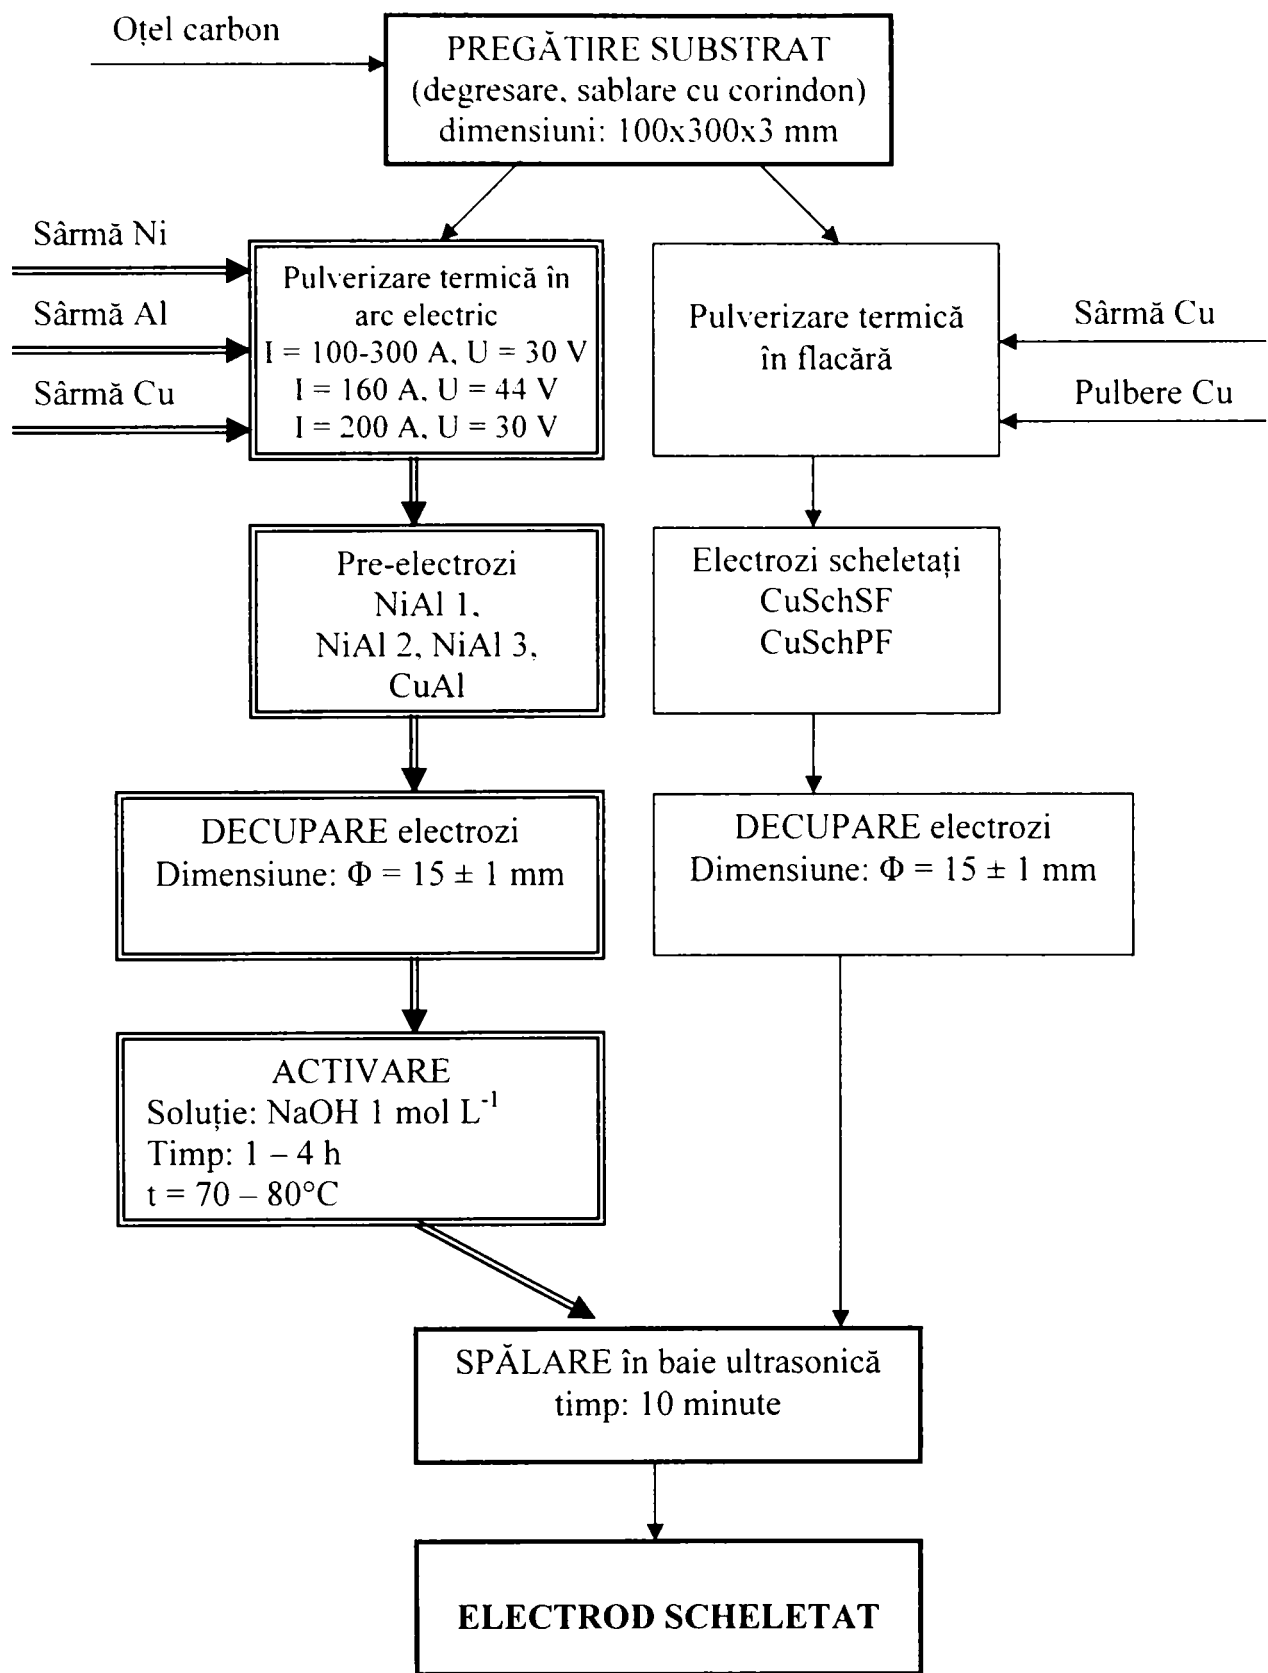 Oțel carbon
PREGĂTIRE SUBSTRAT
(degresare, sablare cu corindon)
dimensiuni: 100x300x3 mm
Sârmă Ni
Sârmă Al
Sârmă Cu
Pulverizare termică în
arc electric
I = 100-300 A, U = 30 V
I = 160 A, U = 44 V
I = 200 A, U = 30 V
Pulverizare termică
în flacără
Sârmă Cu
Pulbere Cu
Pre-electrozi
NiAl 1,
NiAl 2, NiAl 3,
CuAl
Electrozi scheletați
CuSchSF
CuSchPF
DECUPARE electrozi
Dimensiune: Φ = 15 ± 1 mm
DECUPARE electrozi
Dimensiune: Φ = 15 ± 1 mm
ACTIVARE
Soluție: NaOH 1 mol L⁻¹
Timp: 1 – 4 h
t = 70 – 80°C
SPĂLARE în baie ultrasonică
timp: 10 minute
ELECTROD SCHELETAT